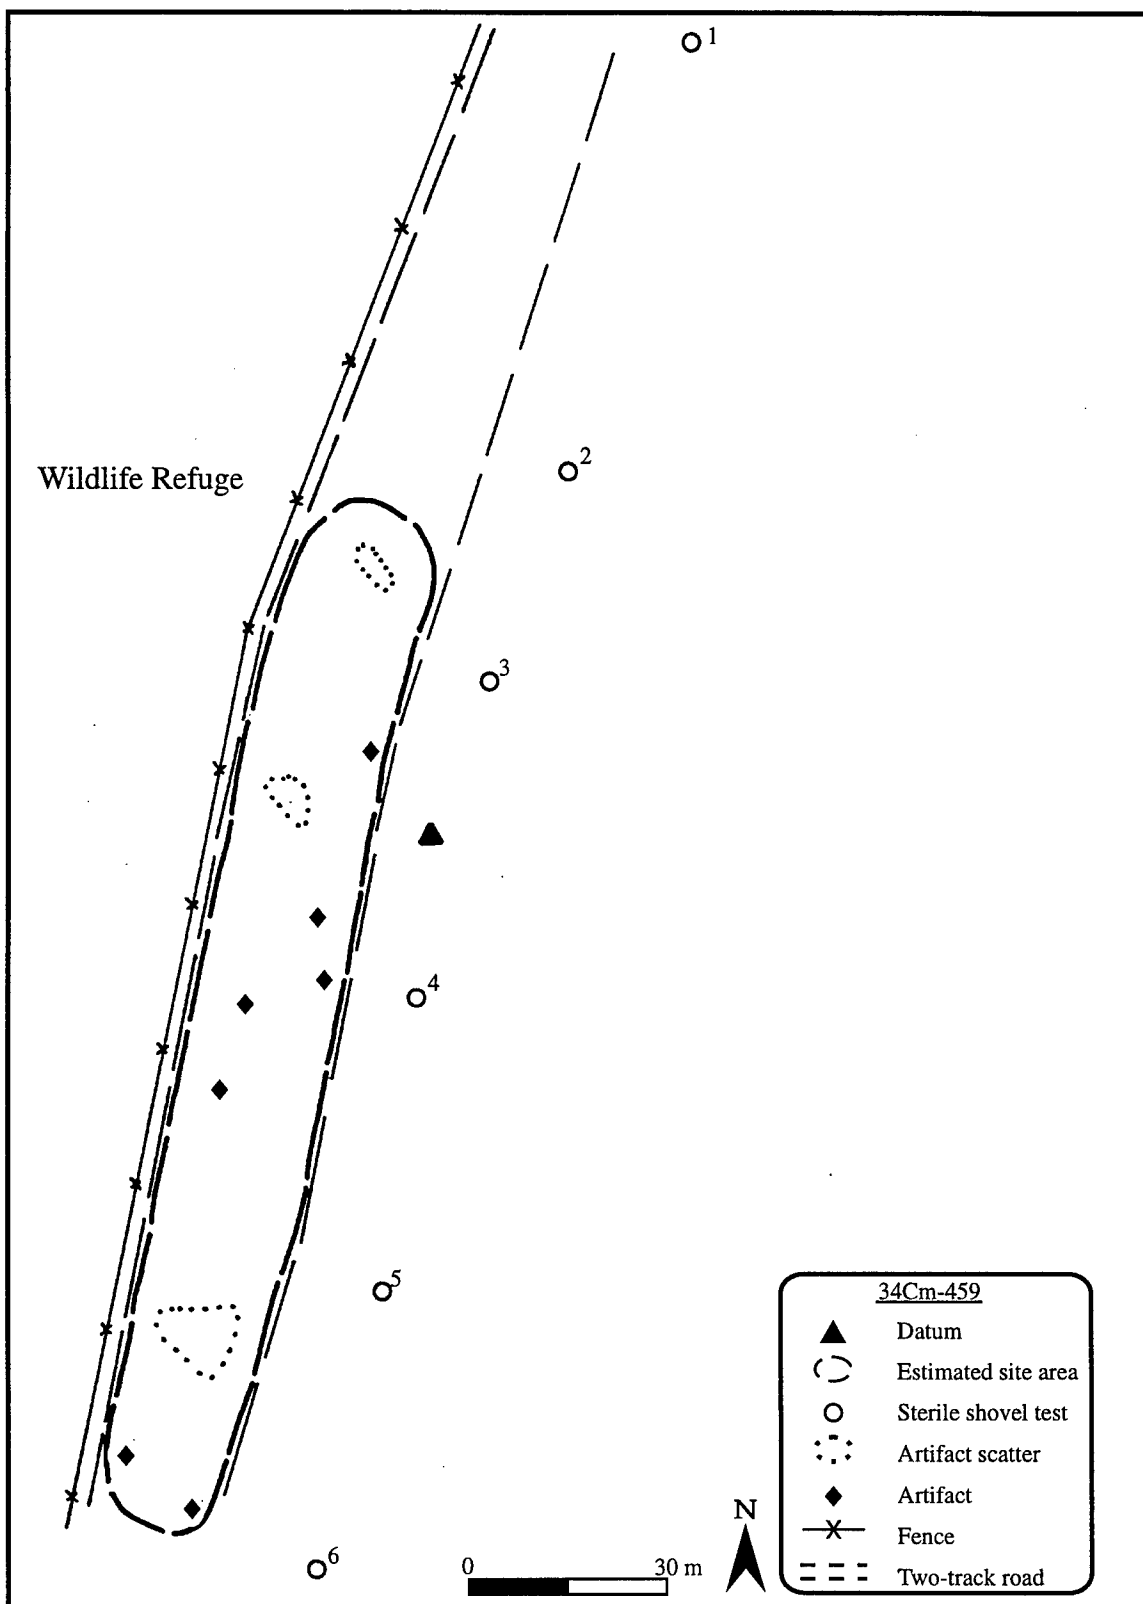 1
2
Wildlife Refuge
3
4
5
6
0 30 m
N
34Cm-459
Datum
Estimated site area
Sterile shovel test
Artifact scatter
Artifact
Fence
Two-track road